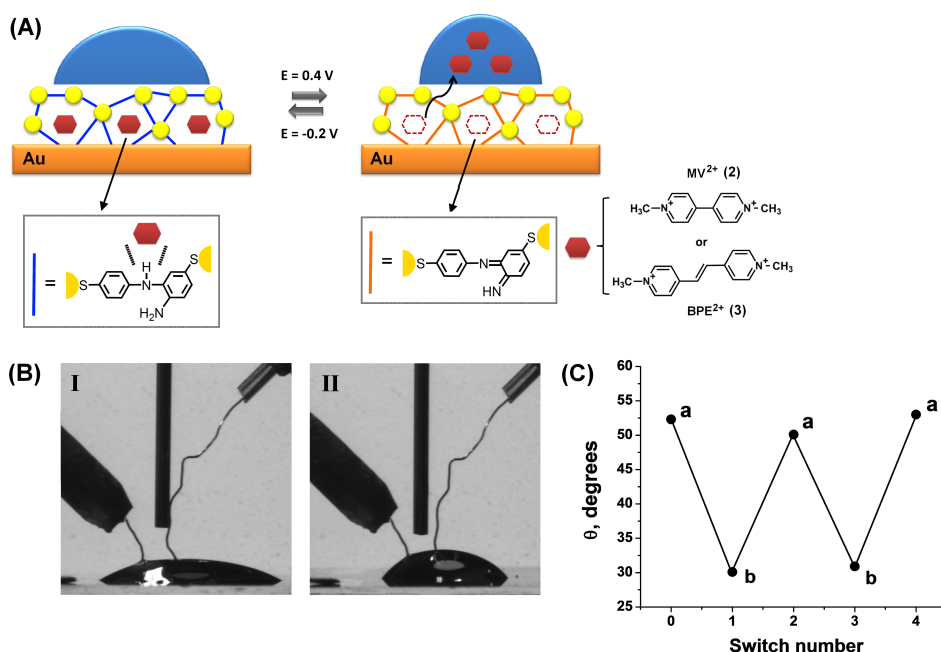 (A)
E = 0.4 V
E = -0.2 V
Au
Au
MV²⁺ (2)
H₃C-N⁺
N⁺-CH₃
or
H₃C-N⁺
N⁺-CH₃
BPE²⁺ (3)
=
S
H
N
S
H₂N
=
S
N
S
HN
(B)
I
II
(C)
60
55
50
45
40
35
30
25
θ, degrees
a
a
a
b
b
0
1
2
3
4
Switch number